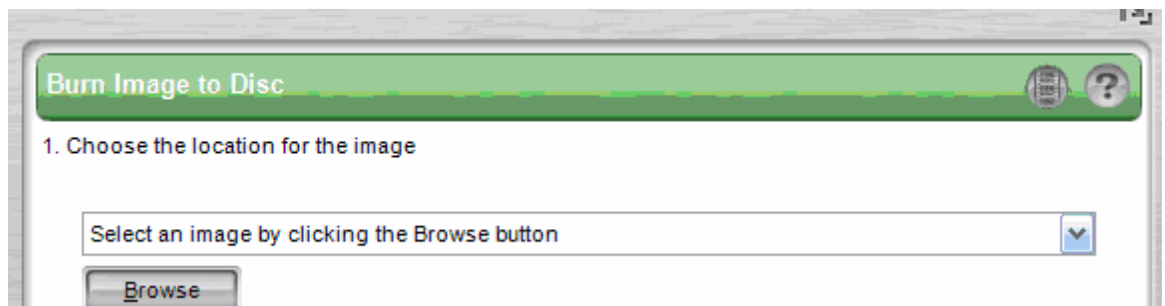 Burn Image to Disc
?
1. Choose the location for the image
Select an image by clicking the Browse button
Browse